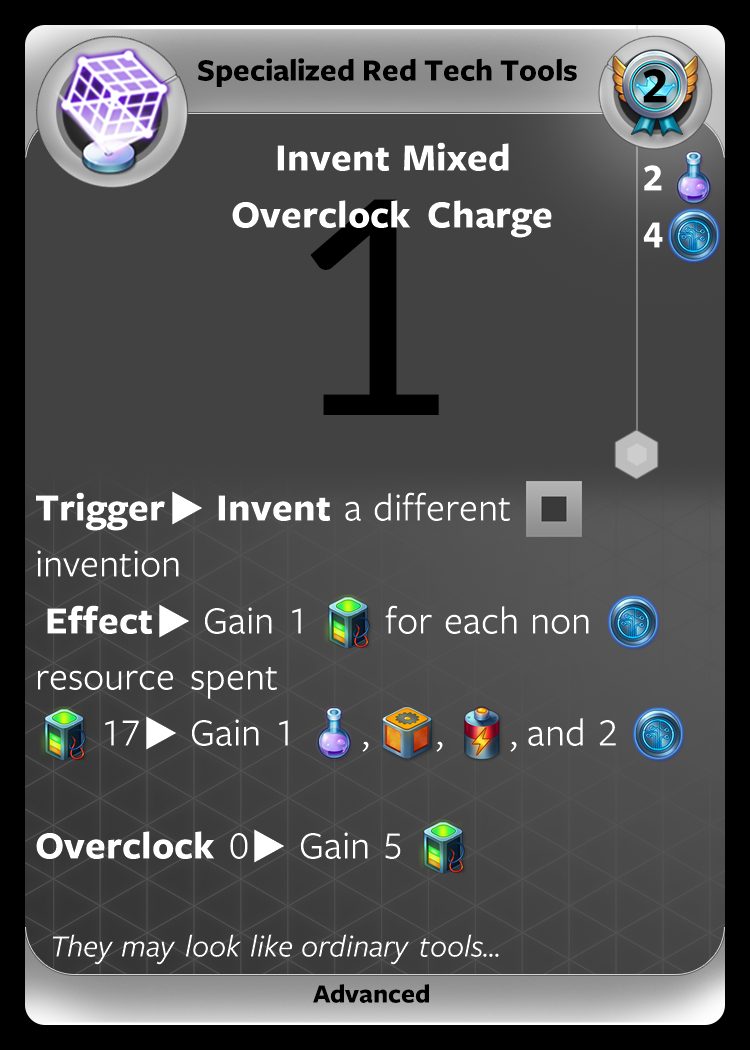 Specialized Red Tech Tools
2
Invent Mixed
2
Overclock Charge
4
1
Trigger▶ Invent a different
invention
Effect▶ Gain 1 for each non
resource spent
17▶ Gain 1 , , , and 2
Overclock 0▶ Gain 5
They may look like ordinary tools...
Advanced